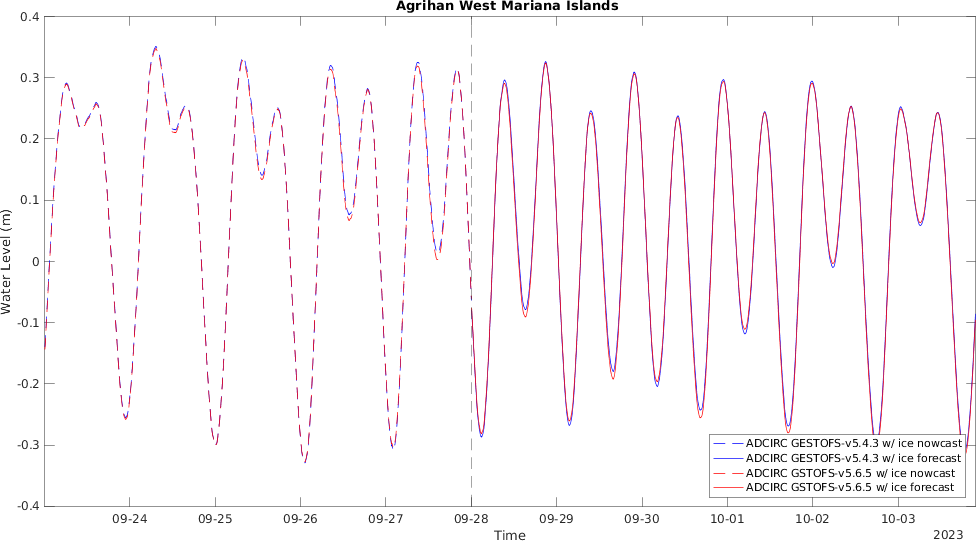 Agrihan West Mariana Islands
0.4
0.3
0.2
0.1
0
-0.1
-0.2
-0.3
-0.4
Water Level (m)
ADCIRC GESTOFS-v5.4.3 w/ ice nowcast
ADCIRC GESTOFS-v5.4.3 w/ ice forecast
ADCIRC GSTOFS-v5.6.5 w/ ice nowcast
ADCIRC GSTOFS-v5.6.5 w/ ice forecast
09-24 09-25 09-26 09-27 09-28 09-29 09-30 10-01 10-02 10-03
Time
2023